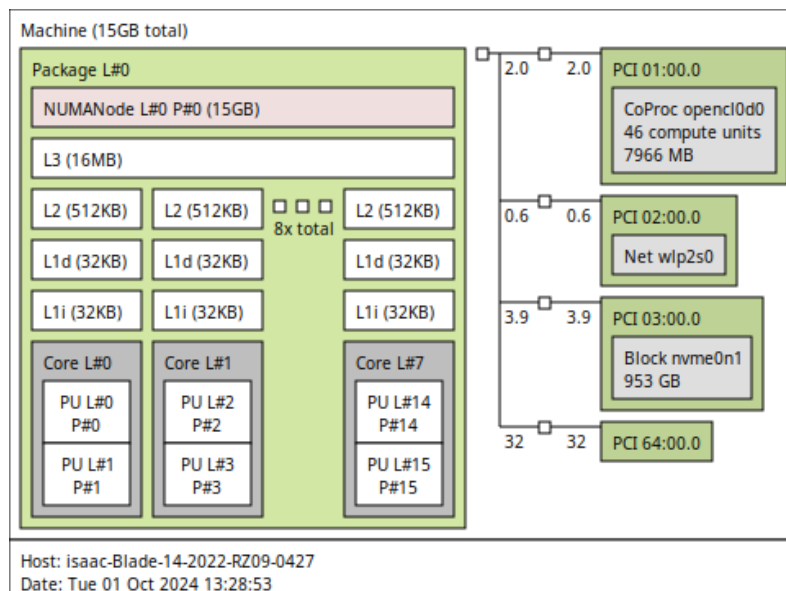 Machine (15GB total)
Package L#0
NUMANode L#0 P#0 (15GB)
L3 (16MB)
L2 (512KB)
L2 (512KB)
8x total
L2 (512KB)
L1d (32KB)
L1d (32KB)
L1d (32KB)
L1i (32KB)
L1i (32KB)
L1i (32KB)
Core L#0
PU L#0
P#0
PU L#1
P#1
Core L#1
PU L#2
P#2
PU L#3
P#3
Core L#7
PU L#14
P#14
PU L#15
P#15
2.0 2.0
PCI 01:00.0
CoProc opencl0d0
46 compute units
7966 MB
0.6 0.6
PCI 02:00.0
Net wlp2s0
3.9 3.9
PCI 03:00.0
Block nvme0n1
953 GB
32 32
PCI 64:00.0
Host: isaac-Blade-14-2022-RZ09-0427
Date: Tue 01 Oct 2024 13:28:53